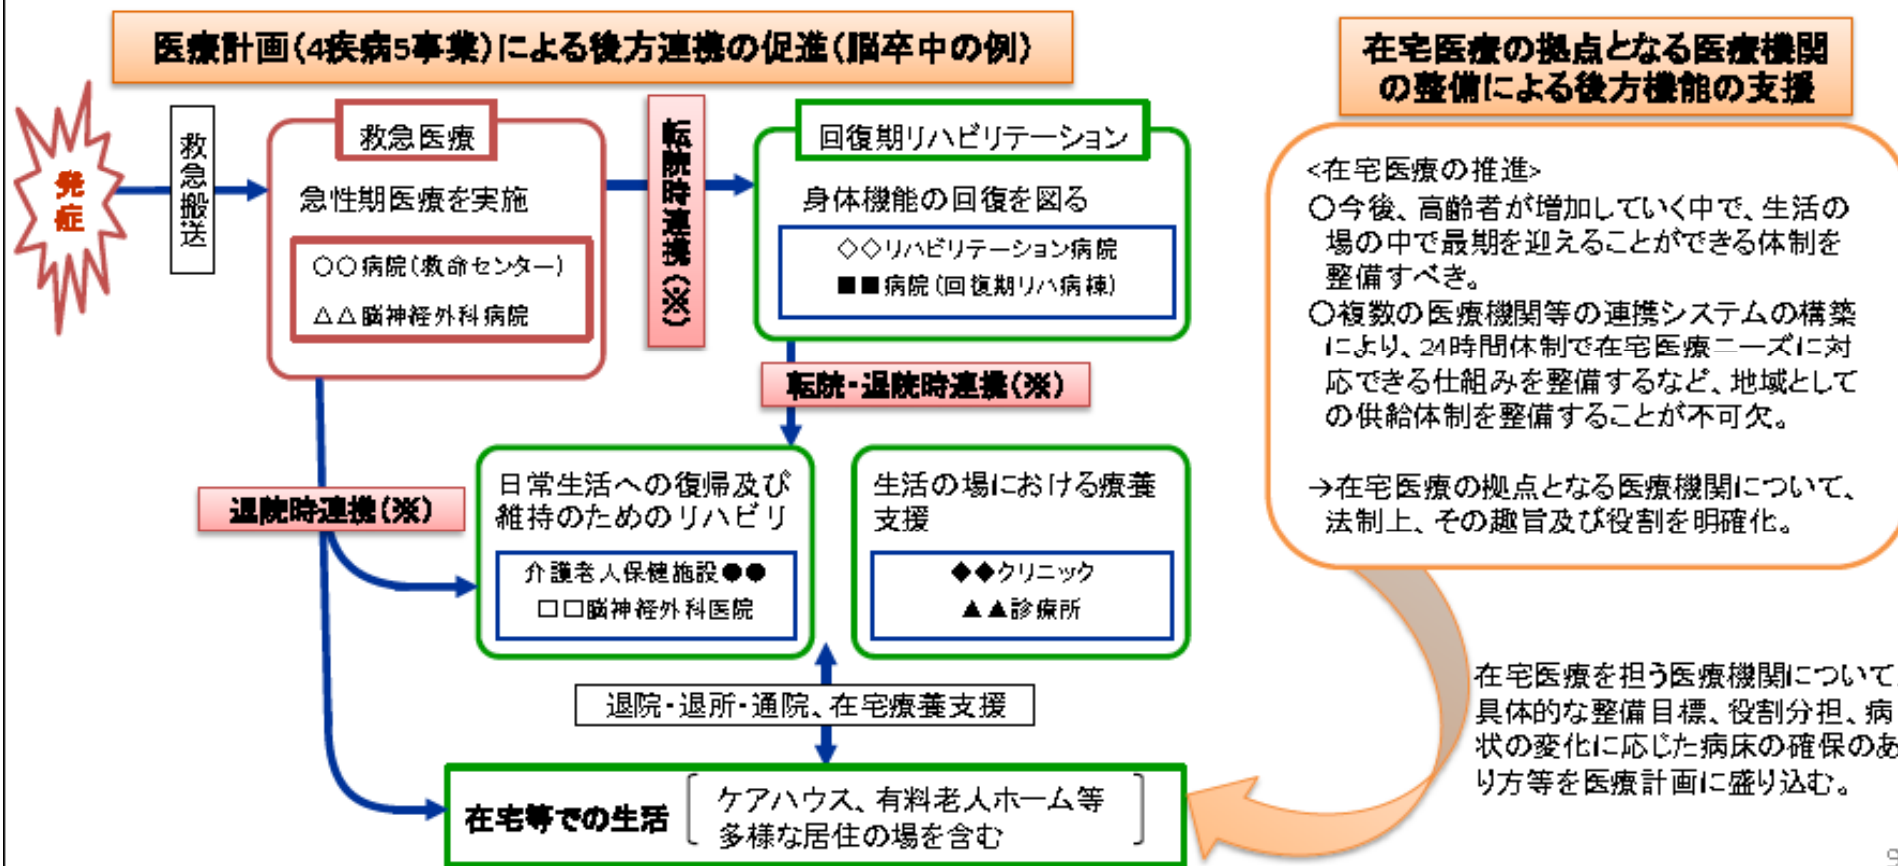 医療計画(4疾病5事業)による後方連携の促進(脳卒中の例)
発
症
救急搬送
救急医療
急性期医療を実施
○○病院(救命センター)
△△脳神経外科病院
転院時連携(※)
回復期リハビリテーション
身体機能の回復を図る
◇◇リハビリテーション病院
■■病院(回復期リハ病棟)
転院・退院時連携(※)
退院時連携(※)
日常生活への復帰及び
維持のためのリハビリ
介護老人保健施設●●
□□脳神経外科医院
生活の場における療養
支援
◆◆クリニック
▲▲診療所
退院・退所・通院、在宅療養支援
在宅等での生活
ケアハウス、有料老人ホーム等
多様な居住の場を含む
在宅医療の拠点となる医療機関
の整備による後方機能の支援
<在宅医療の推進>
○今後、高齢者が増加していく中で、生活の
場の中で最期を迎えることができる体制を
整備すべき。
○複数の医療機関等の連携システムの構築
により、24時間体制で在宅医療ニーズに対
応できる仕組みを整備するなど、地域として
の供給体制を整備することが不可欠。
→在宅医療の拠点となる医療機関について、
法制上、その趣旨及び役割を明確化。
在宅医療を担う医療機関について、
具体的な整備目標、役割分担、病
状の変化に応じた病床の確保のあ
り方等を医療計画に盛り込む。